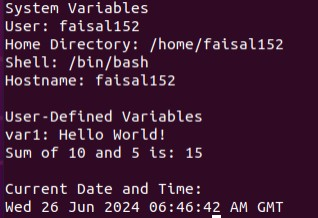 System Variables
User: faisal152
Home Directory: /home/faisal152
Shell: /bin/bash
Hostname: faisal152
User-Defined Variables
var1: Hello World!
Sum of 10 and 5 is: 15
Current Date and Time:
Wed 26 Jun 2024 06:46:42 AM GMT